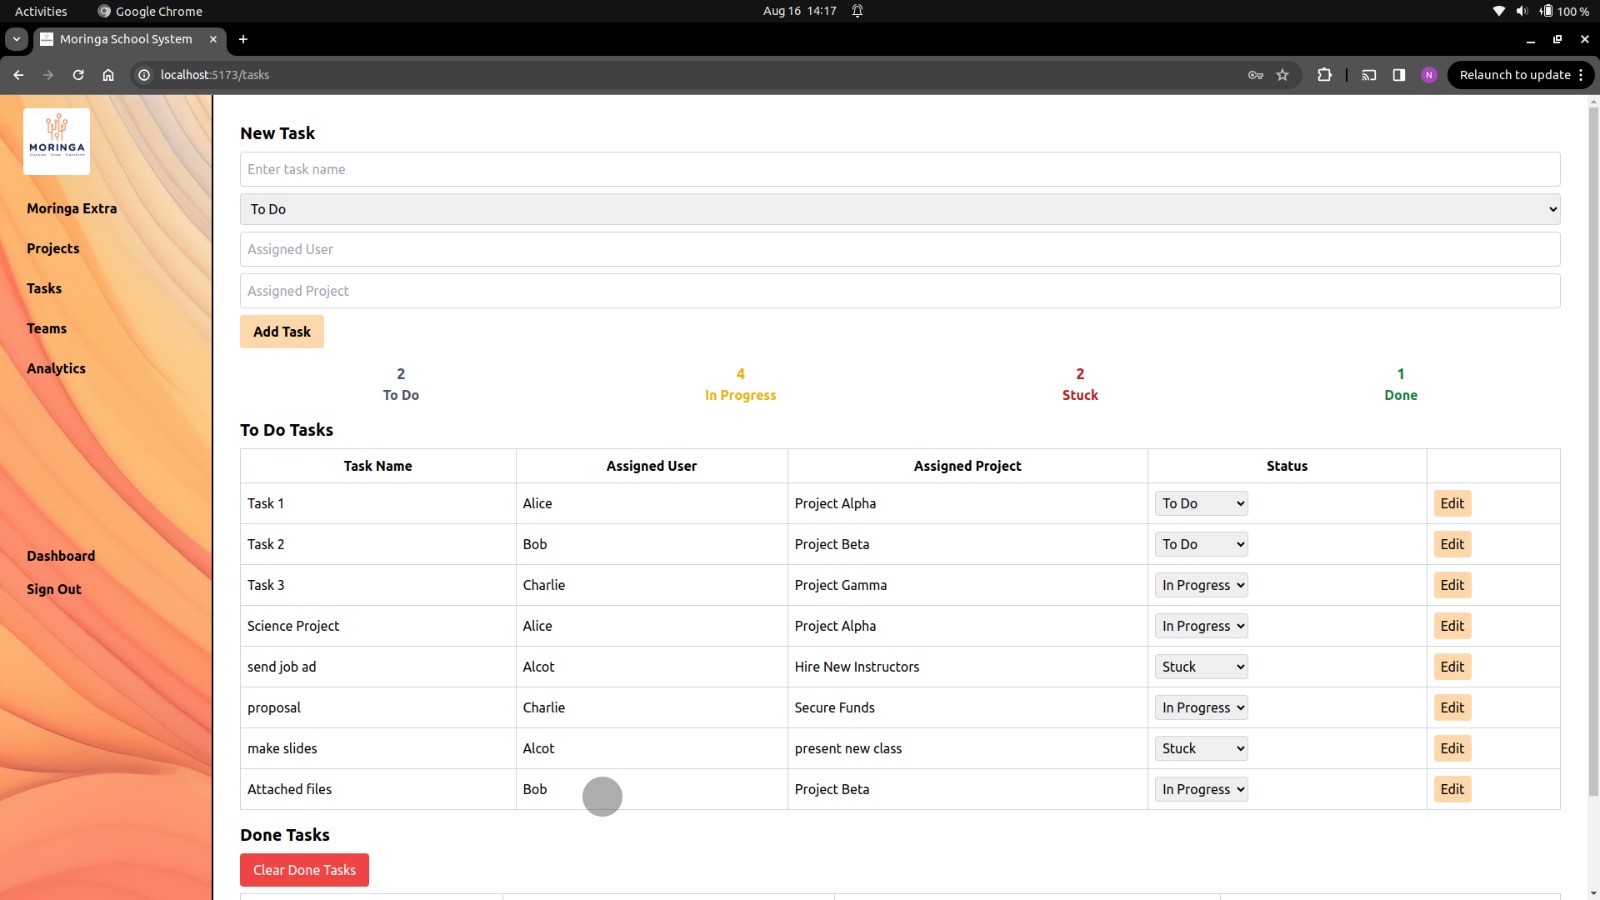 Activities Google Chrome Aug 16 14:17 100 %
Moringa School System
localhost:5173/tasks N Relaunch to update
MORINGA
Moringa Extra
Projects
Tasks
Teams
Analytics
Dashboard
Sign Out
New Task
Enter task name
To Do
Assigned User
Assigned Project
Add Task
2 4 2 1
To Do In Progress Stuck Done
To Do Tasks
Task Name Assigned User Assigned Project Status
Task 1 Alice Project Alpha To Do Edit
Task 2 Bob Project Beta To Do Edit
Task 3 Charlie Project Gamma In Progress Edit
Science Project Alice Project Alpha In Progress Edit
send job ad Alcot Hire New Instructors Stuck Edit
proposal Charlie Secure Funds In Progress Edit
make slides Alcot present new class Stuck Edit
Attached files Bob Project Beta In Progress Edit
Done Tasks
Clear Done Tasks